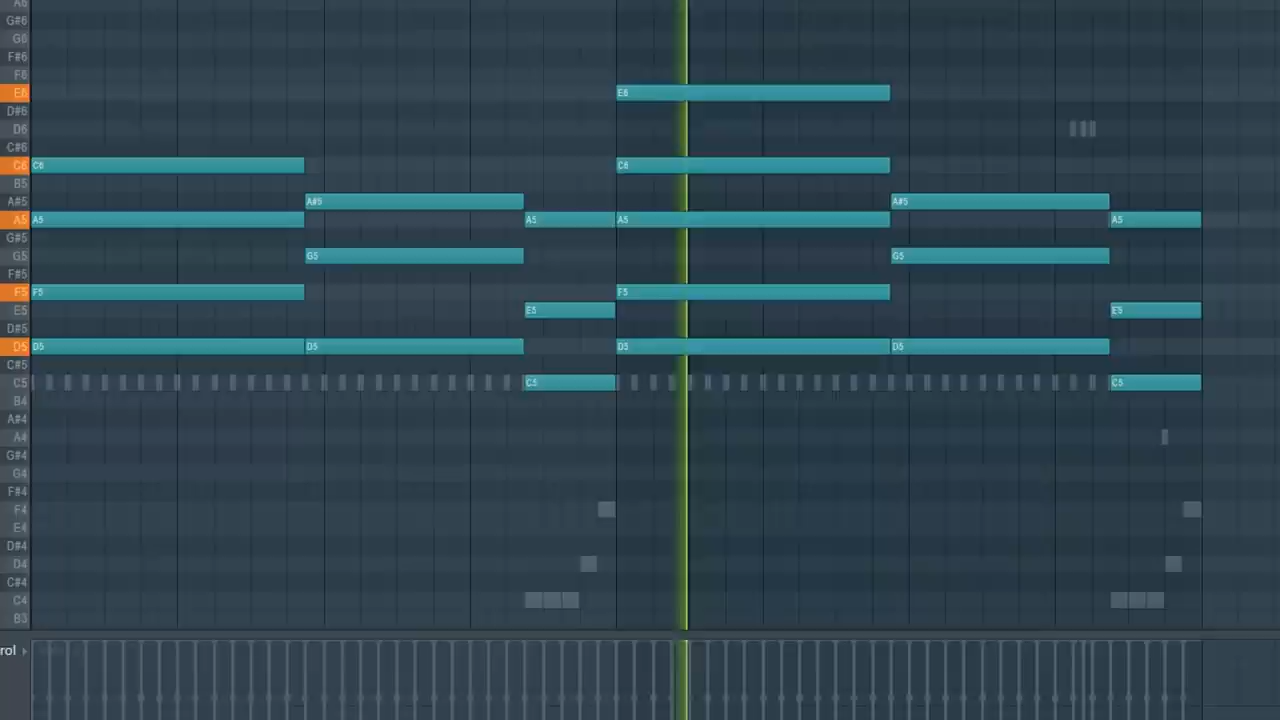 A6
G#6
G6
F#6
F6
E6 E6
D#6
D6
C#6
C6 C6 C6
B5
A#5 A#5 A#5
A5 A5 A5 A5 A5
G#5
G5 G5 G5
F#5
F5 F5 F5
E5 E5 E5
D#5
D5 D5 D5 D5 D5
C#5
C5 C5 C5
B4
A#4
A4
G#4
G4
F#4
F4
E4
D#4
D4
C#4
C4
B3
rol